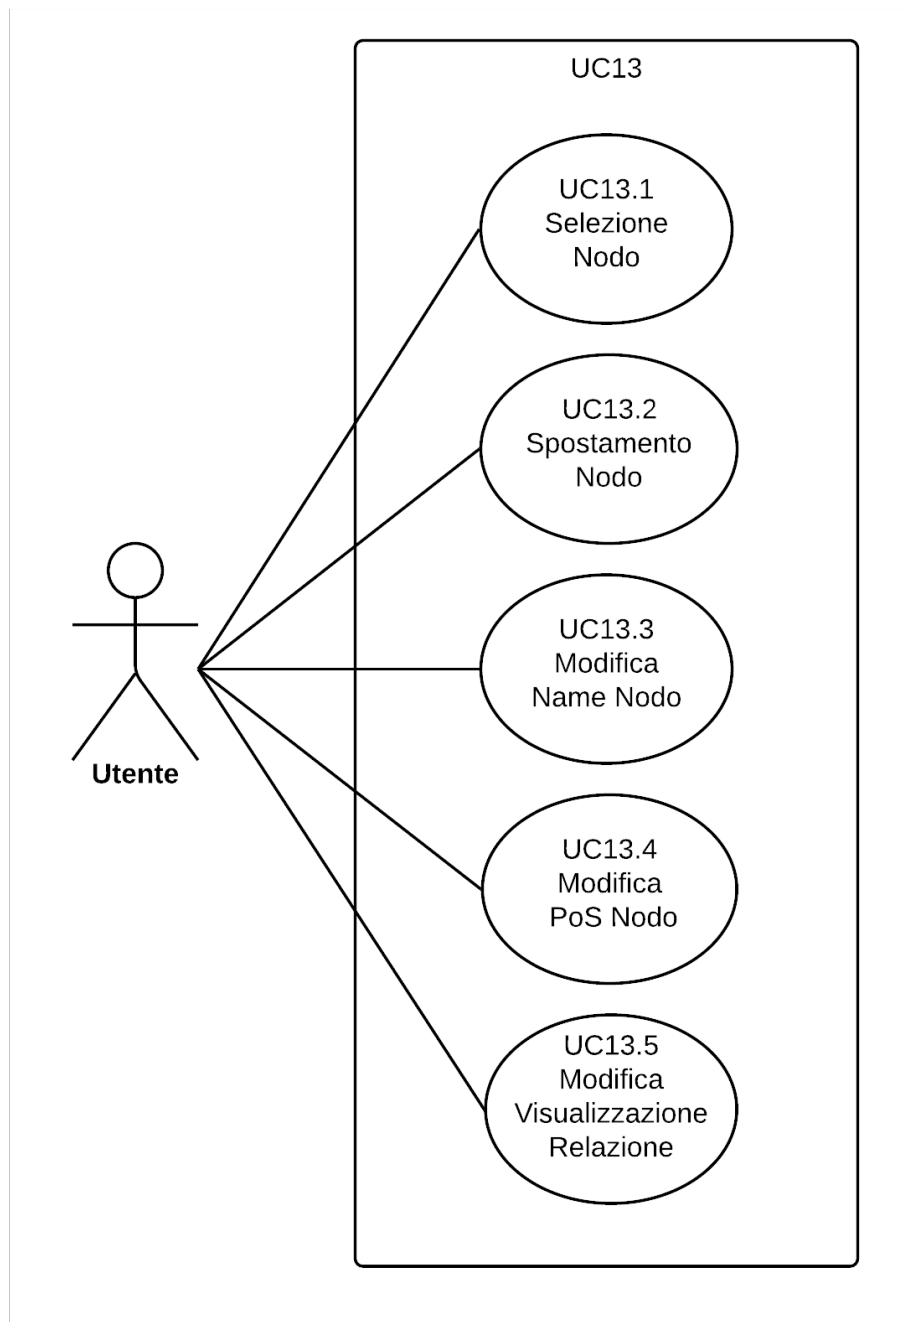 UC13
UC13.1
Selezione
Nodo
UC13.2
Spostamento
Nodo
UC13.3
Modifica
Name Nodo
Utente
UC13.4
Modifica
PoS Nodo
UC13.5
Modifica
Visualizzazione
Relazione